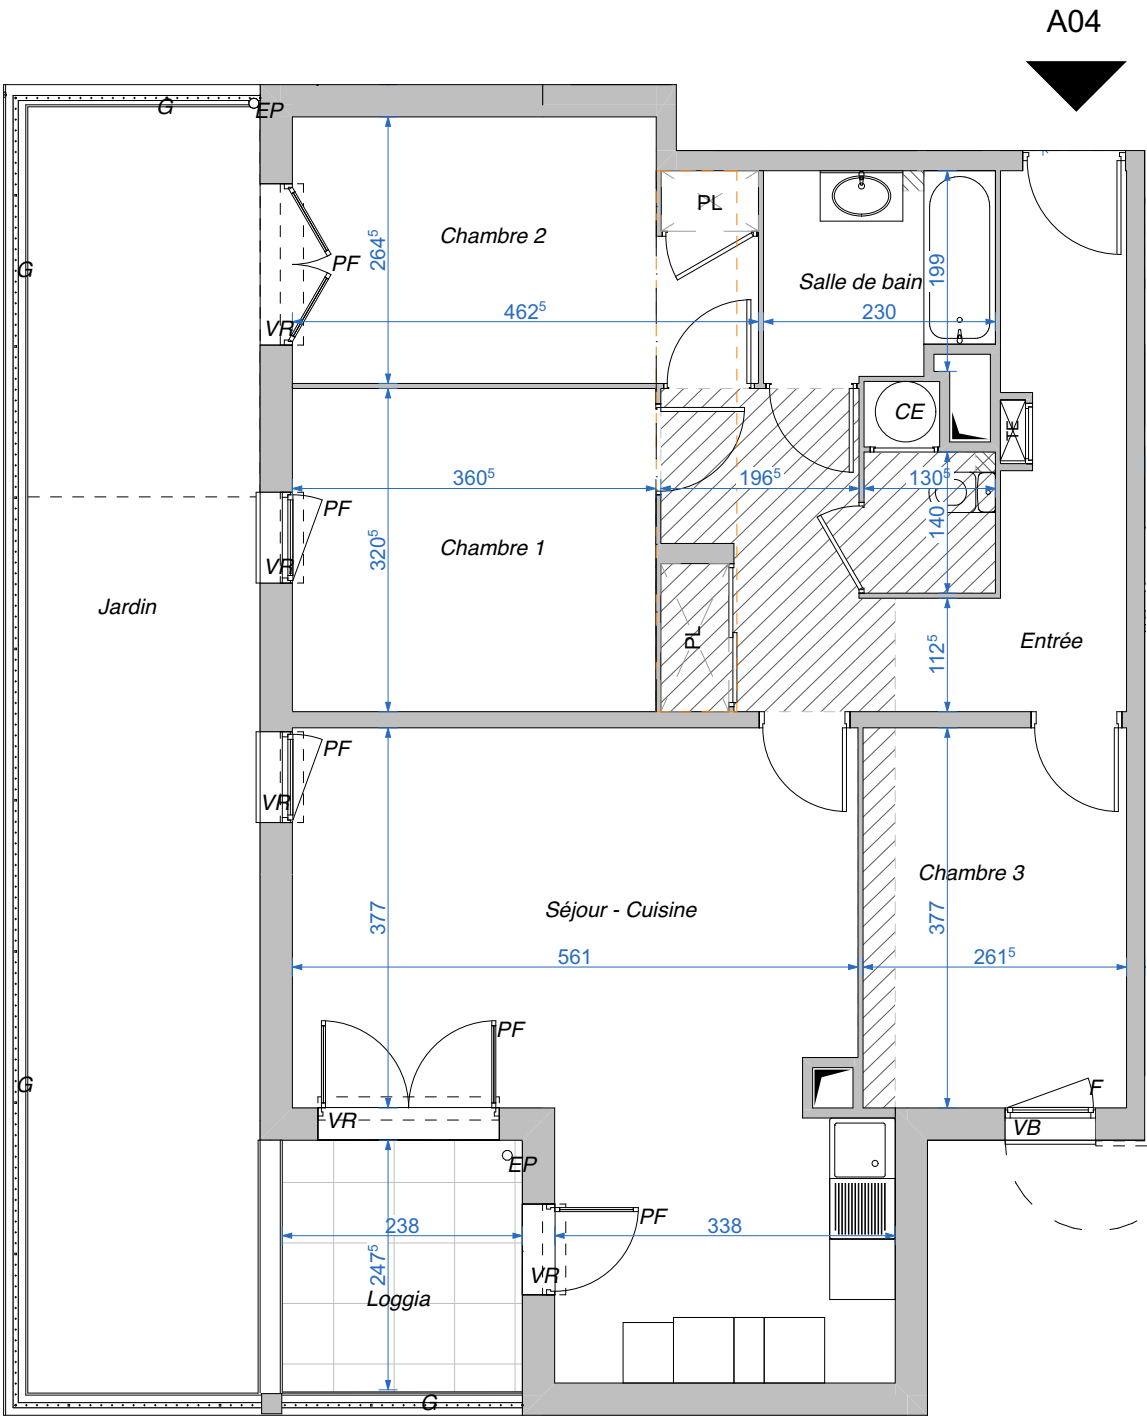 A04
G
EP
PL
Chambre 2
264⁵
PF
G
Salle de bain
199
462⁵
230
VR
CE
TE
360⁵
196⁵
130⁵
PF
140
320⁵
Chambre 1
VR
Jardin
PL
112⁵
Entrée
PF
VR
Chambre 3
377
Séjour - Cuisine
377
561
261⁵
PF
G
F
VR
VB
EP
238
PF
338
247⁵
VR
Loggia
G